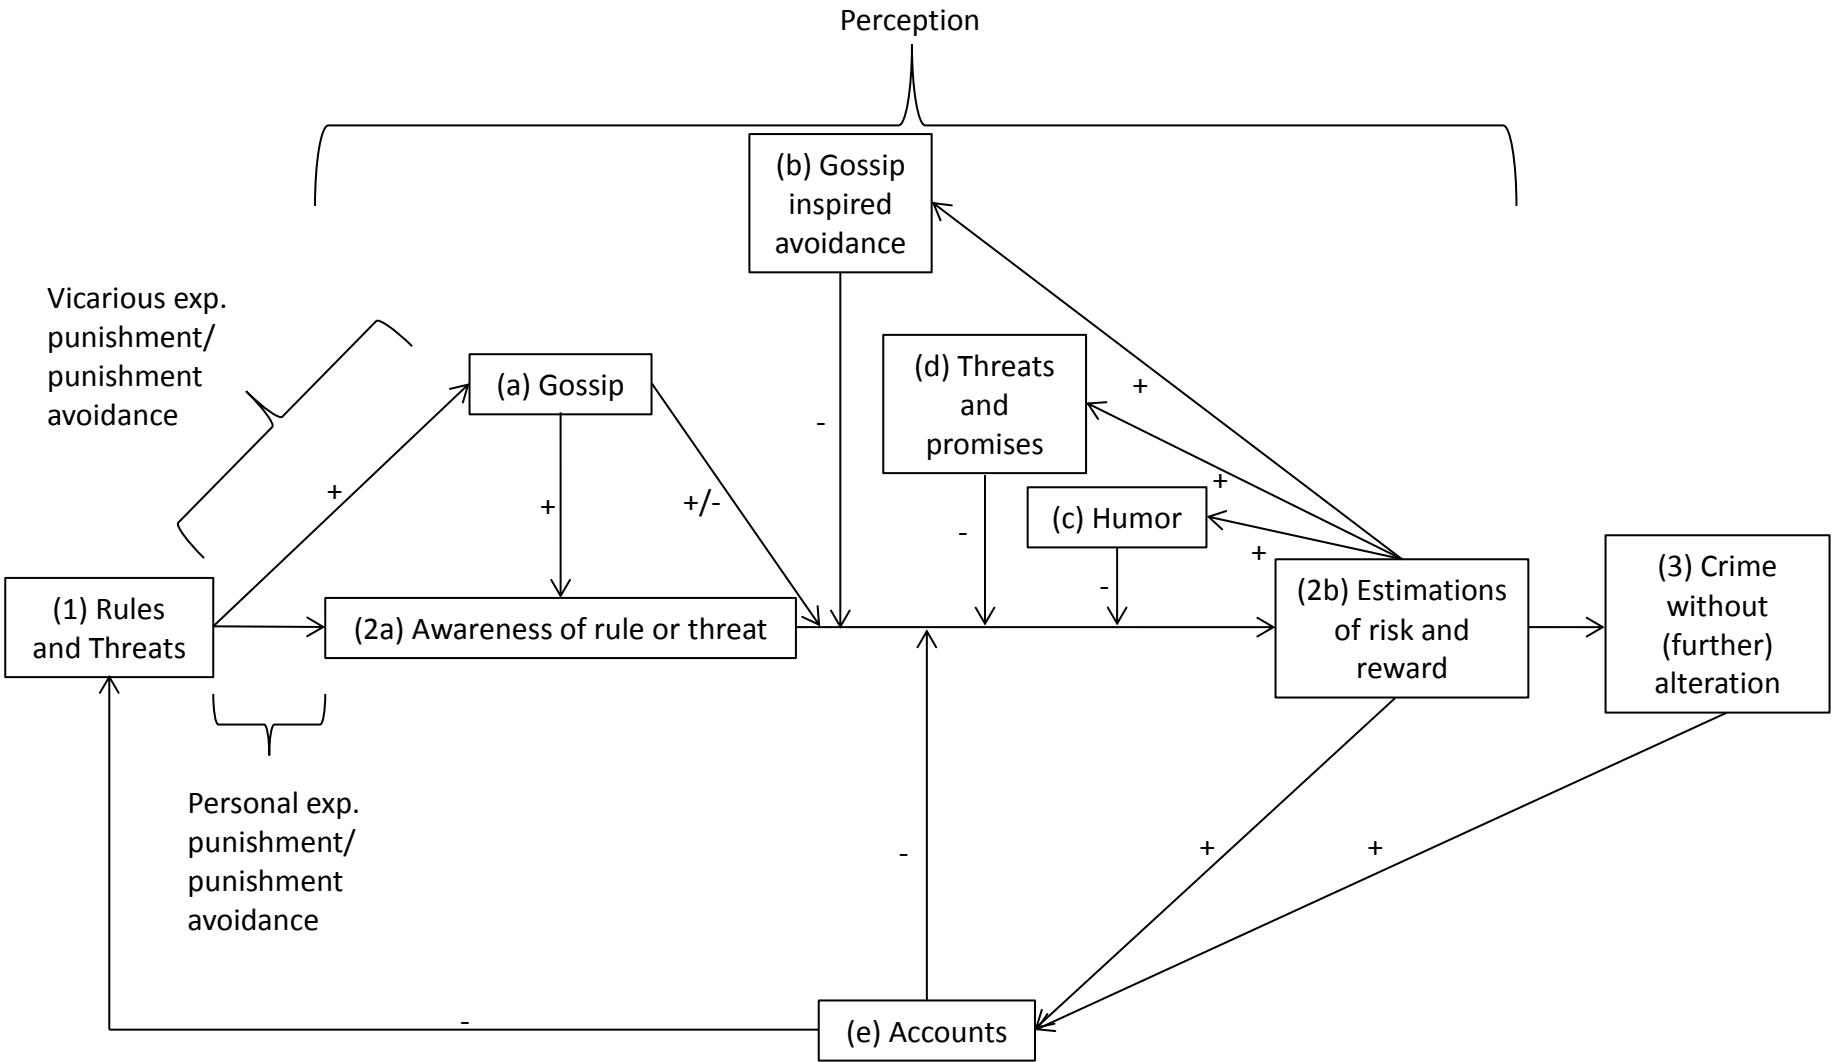 Perception
(b) Gossip
inspired
avoidance
Vicarious exp.
punishment/
punishment
avoidance
(a) Gossip
(d) Threats
and
promises
+
-
+
+
+
+/-
-
(c) Humor
+
-
(1) Rules
and Threats
(2a) Awareness of rule or threat
(2b) Estimations
of risk and
reward
(3) Crime
without
(further)
alteration
Personal exp.
punishment/
punishment
avoidance
-
+
+
-
(e) Accounts